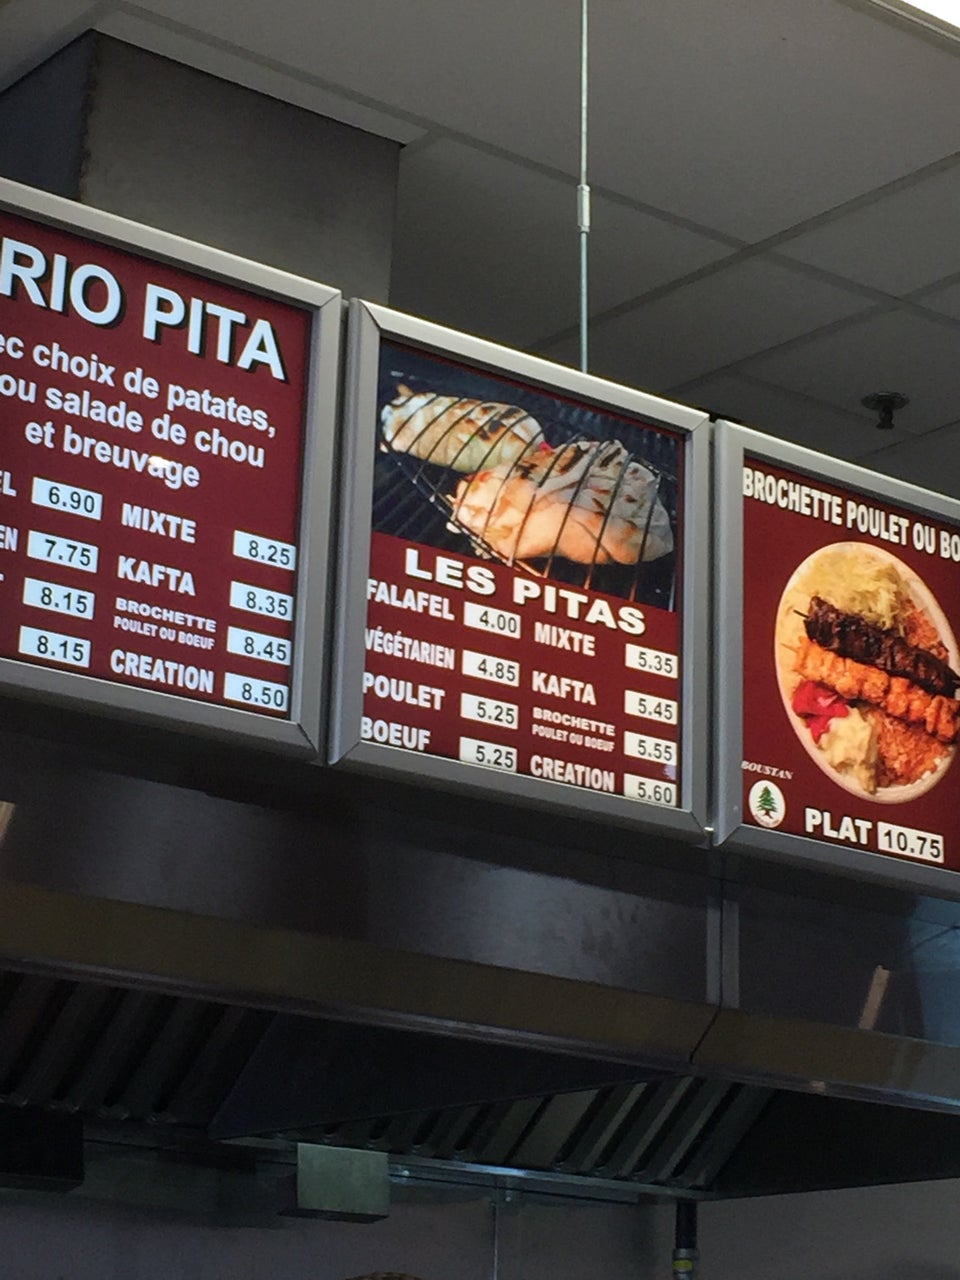 RIO PITA
choix de patates,
ou salade de chou
et breuvage
6.90 MIXTE 8.25
7.75 KAFTA 8.35
8.15 BROCHETTE
POULET OU BOEUF 8.45
8.15 CREATION 8.50
LES PITAS
FALAFEL 4.00 MIXTE 5.35
VÉGÉTARIEN 4.85 KAFTA 5.45
POULET 5.25 BROCHETTE
POULET OU BOEUF 5.55
BOEUF 5.25 CREATION 5.60
BROCHETTE POULET OU BO
BOUSTAN
PLAT 10.75